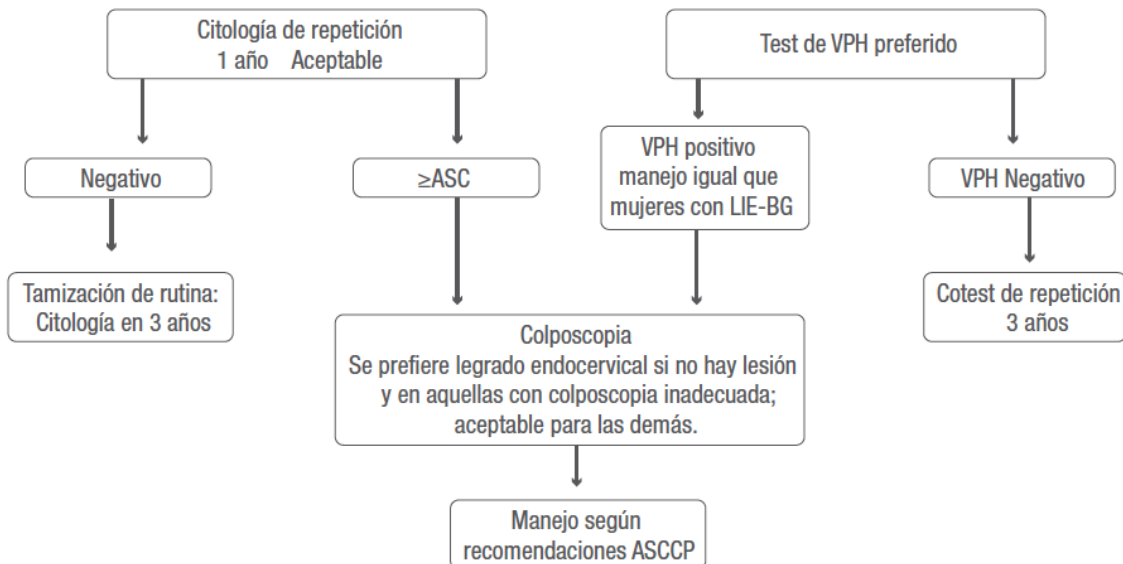 Citología de repetición
1 año Aceptable
Test de VPH preferido
Negativo
≥ASC
VPH positivo
manejo igual que
mujeres con LIE-BG
VPH Negativo
Tamización de rutina:
Citología en 3 años
Cotest de repetición
3 años
Colposcopia
Se prefiere legrado endocervical si no hay lesión
y en aquellas con colposcopia inadecuada;
aceptable para las demás.
Manejo según
recomendaciones ASCCP